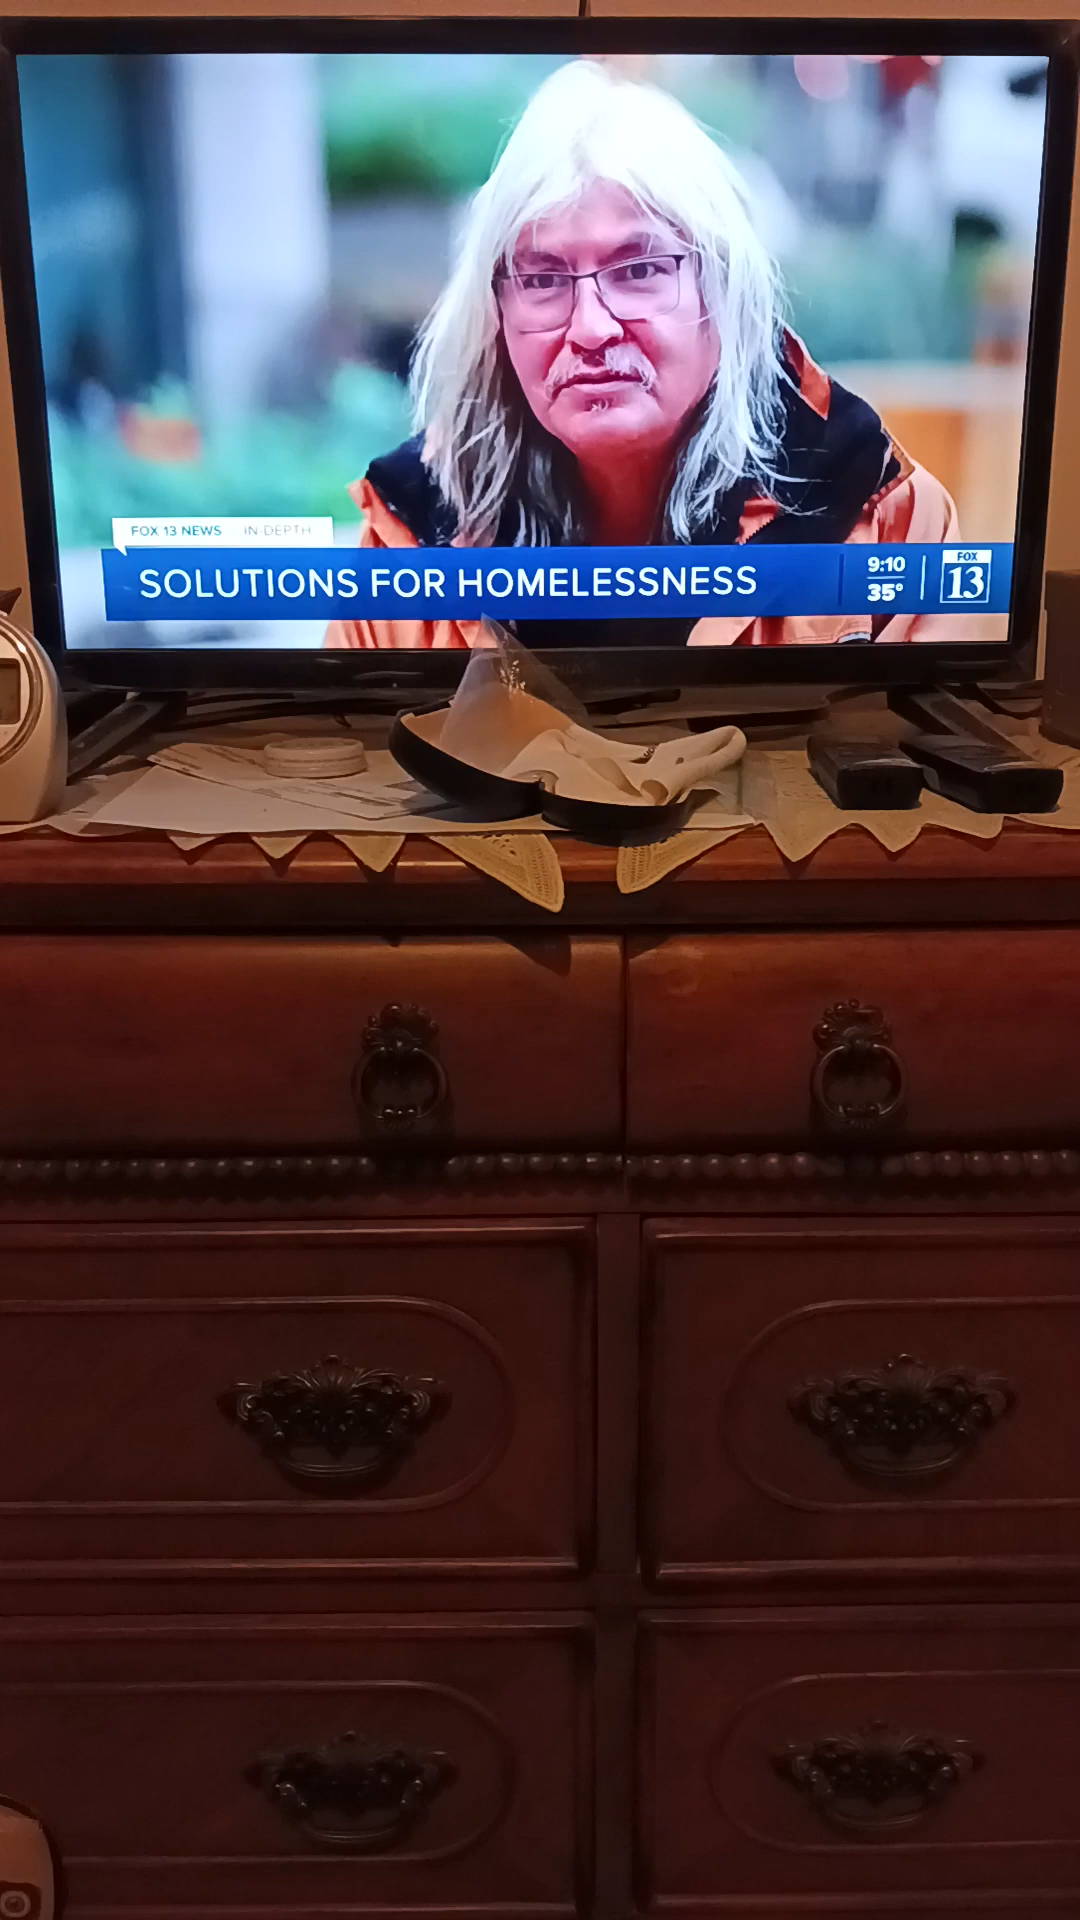 FOX 13 NEWS IN-DEPTH
SOLUTIONS FOR HOMELESSNESS
9:10
35°
FOX
13